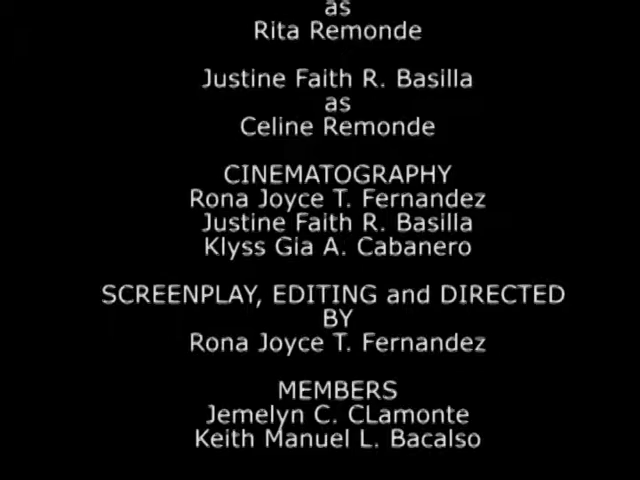 as
Rita Remonde
Justine Faith R. Basilla
as
Celine Remonde
CINEMATOGRAPHY
Rona Joyce T. Fernandez
Justine Faith R. Basilla
Klyss Gia A. Cabanero
SCREENPLAY, EDITING and DIRECTED
BY
Rona Joyce T. Fernandez
MEMBERS
Jemelyn C. CLamonte
Keith Manuel L. Bacalso